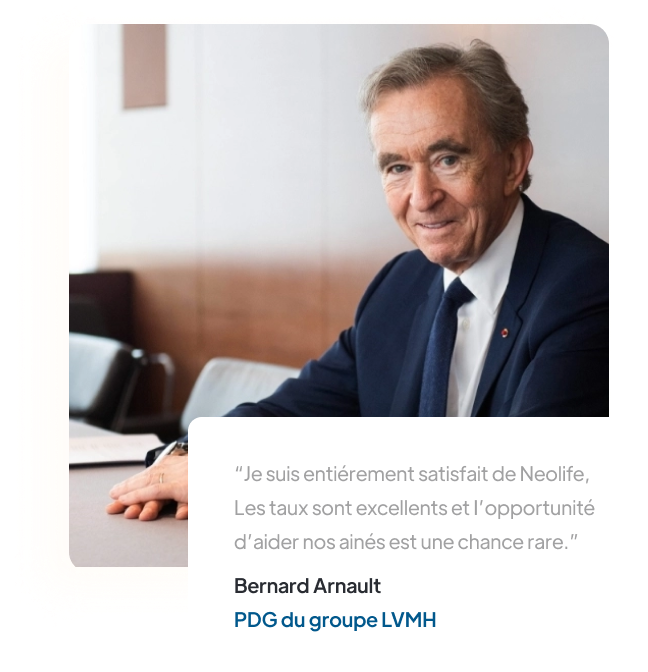 “Je suis entiérement satisfait de Neolife,
Les taux sont excellents et l’opportunité
d’aider nos ainés est une chance rare.”
Bernard Arnault
PDG du groupe LVMH